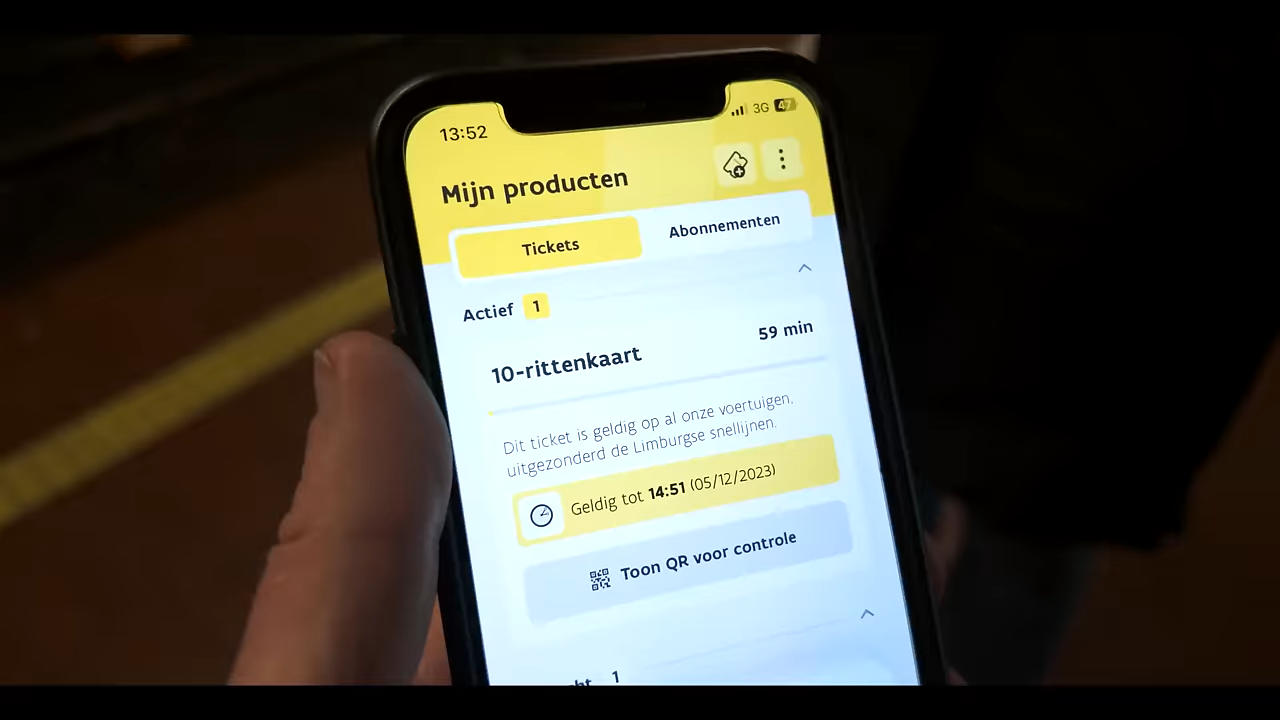 13:52
3G 47
Mijn producten
Tickets
Abonnementen
Actief 1
10-rittenkaart
59 min
Dit ticket is geldig op al onze voertuigen,
uitgezonderd de Limburgse snellijnen.
Geldig tot 14:51 (05/12/2023)
Toon QR voor controle
1